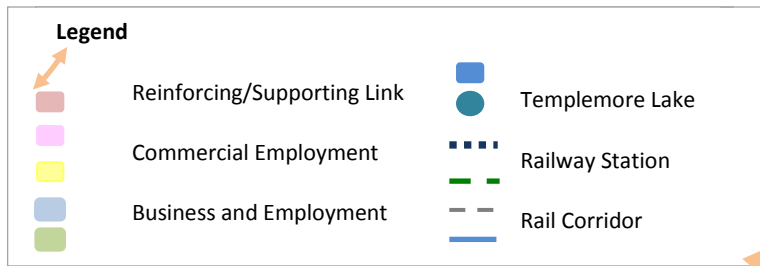 Legend
Reinforcing/Supporting Link
Commercial Employment
Business and Employment
Templemore Lake
Railway Station
Rail Corridor